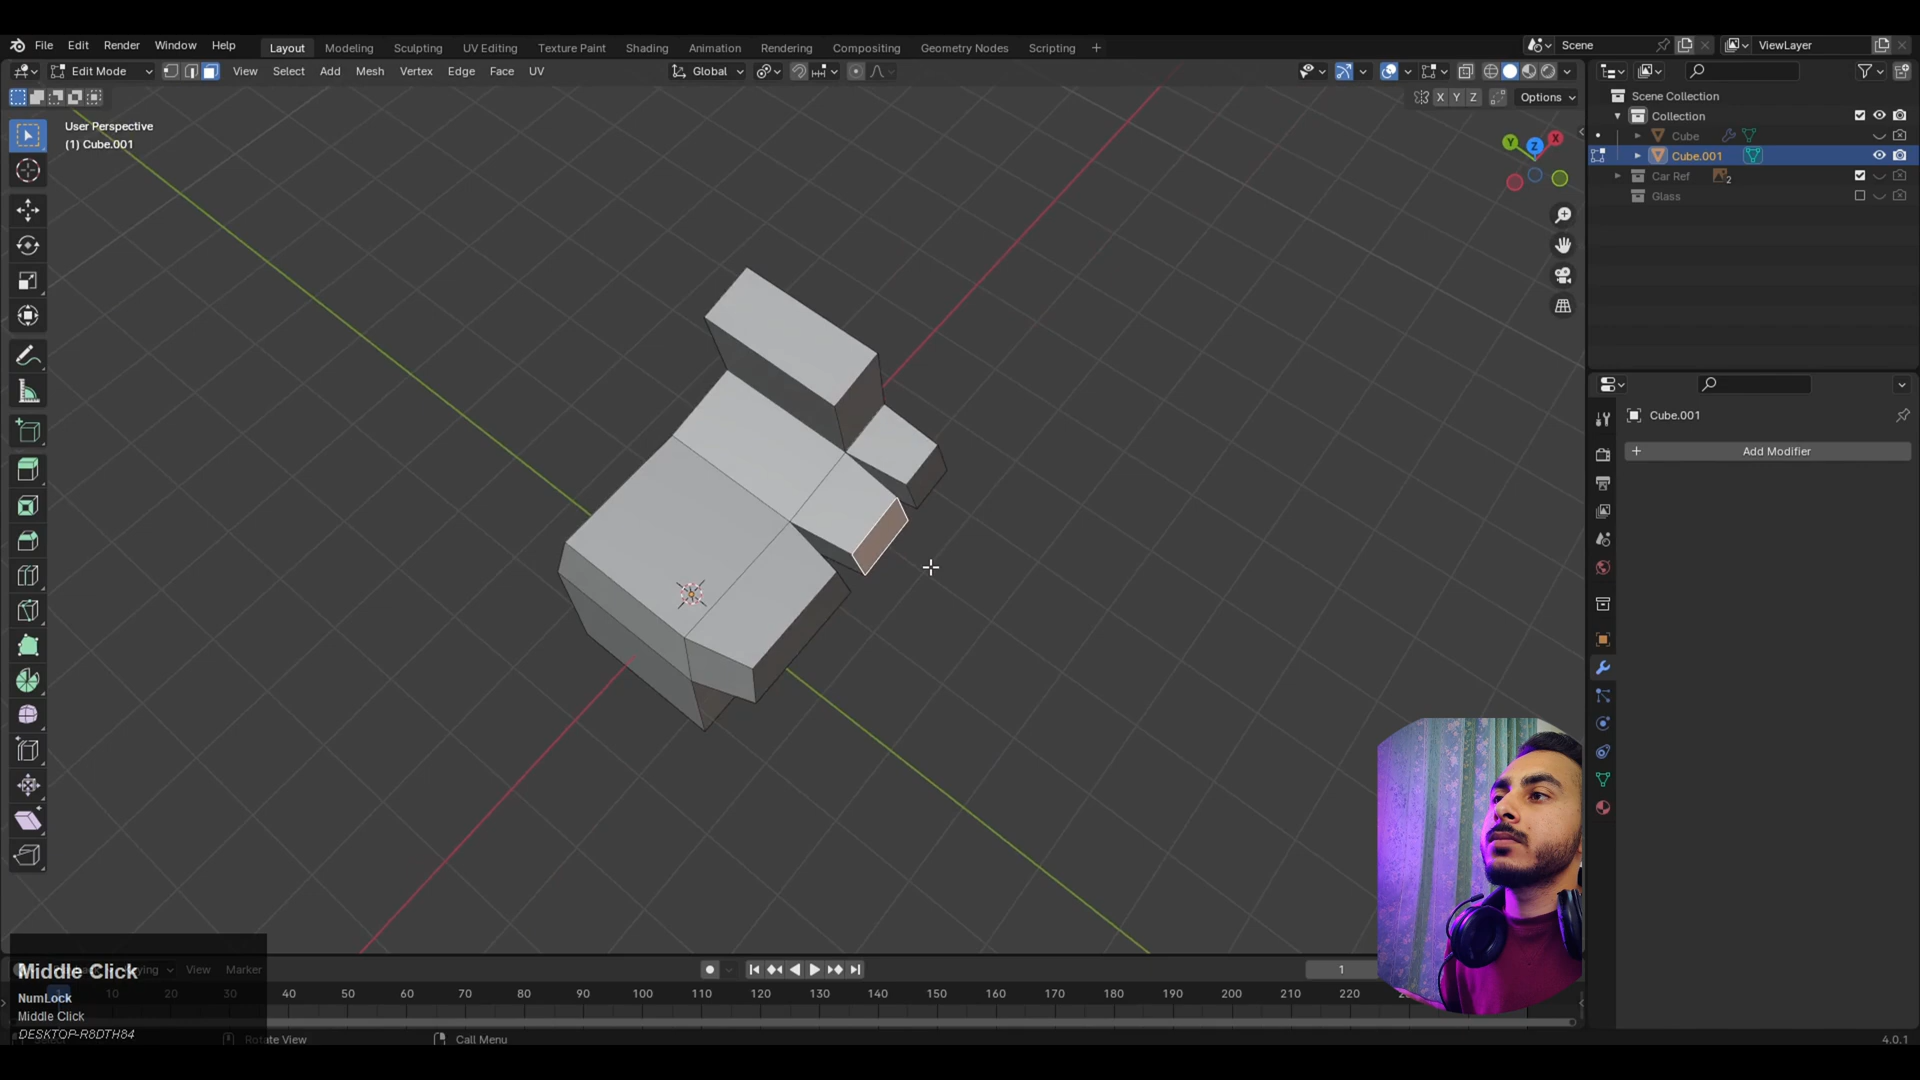 File Edit Render Window Help Layout Modeling Sculpting UV Editing Texture Paint Shading Animation Rendering Compositing Geometry Nodes Scripting + Scene ViewLayer
Edit Mode View Select Add Mesh Vertex Edge Face UV Global
X Y Z Options
User Perspective
(1) Cube.001
Y Z X
Scene Collection
Collection
Cube
Cube.001
Car Ref 2
Glass
Cube.001
+ Add Modifier
Middle Click
View Marker
1
NumLock
Middle Click
DESKTOP-R8DTH84
10 20 30 40 50 60 70 80 90 100 110 120 130 140 150 160 170 180 190 200 210 220
Rotate View Call Menu 4.0.1